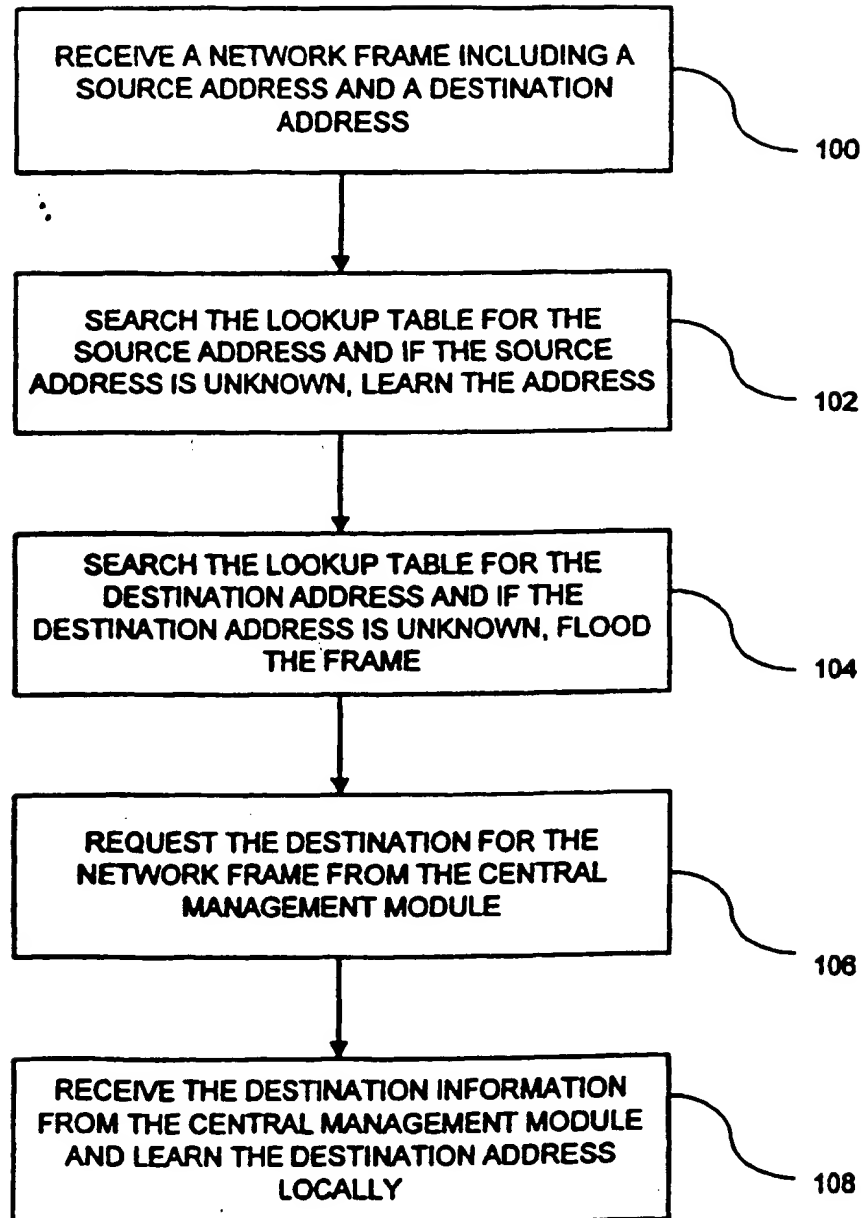 RECEIVE A NETWORK FRAME INCLUDING A
SOURCE ADDRESS AND A DESTINATION
ADDRESS
100
SEARCH THE LOOKUP TABLE FOR THE
SOURCE ADDRESS AND IF THE SOURCE
ADDRESS IS UNKNOWN, LEARN THE ADDRESS
102
SEARCH THE LOOKUP TABLE FOR THE
DESTINATION ADDRESS AND IF THE
DESTINATION ADDRESS IS UNKNOWN, FLOOD
THE FRAME
104
REQUEST THE DESTINATION FOR THE
NETWORK FRAME FROM THE CENTRAL
MANAGEMENT MODULE
106
RECEIVE THE DESTINATION INFORMATION
FROM THE CENTRAL MANAGEMENT MODULE
AND LEARN THE DESTINATION ADDRESS
LOCALLY
108